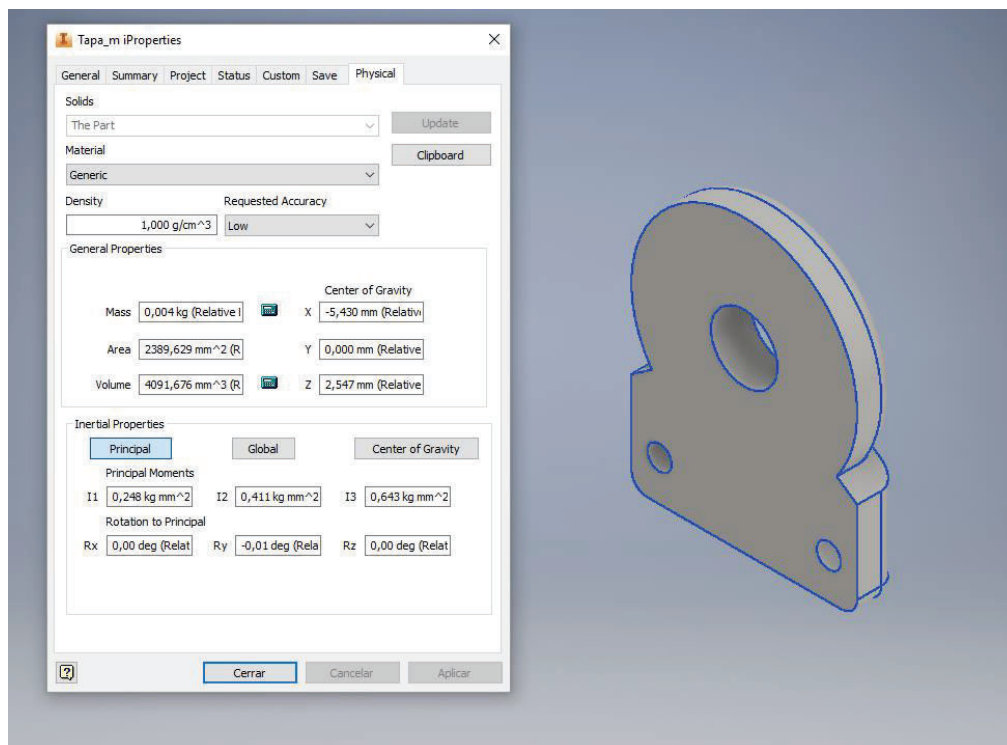 Tapa_m iProperties
General Summary Project Status Custom Save Physical
Solids
The Part
Update
Material
Clipboard
Generic
Density Requested Accuracy
1,000 g/cm^3 Low
General Properties
Center of Gravity
Mass 0,004 kg (Relative X -5,430 mm (Relativ
Area 2389,629 mm^2 (R Y 0,000 mm (Relative
Volume 4091,676 mm^3 (R Z 2,547 mm (Relative
Inertial Properties
Principal Global Center of Gravity
Principal Moments
I1 0,248 kg mm^2 I2 0,411 kg mm^2 I3 0,643 kg mm^2
Rotation to Principal
Rx 0,00 deg (Relat Ry -0,01 deg (Rela Rz 0,00 deg (Relat
Cerrar Cancelar Aplicar